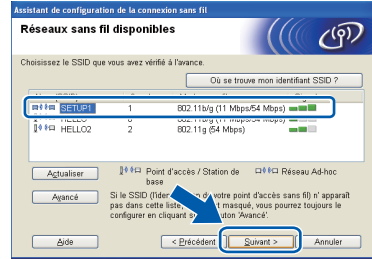 Assistant de configuration de la connexion sans fil
Réseaux sans fil disponibles
Choisissez le SSID que vous avez vérifié à l'avance.
Où se trouve mon identifiant SSID ?
SETUP1 1 802.11b/g (11 Mbps/54 Mbps)
HELLO
HELLO2 2 802.11g (54 Mbps)
Actualiser
Point d'accès / Station de base
Réseau Ad-hoc
Avancé
Si le SSID votre point d'accès sans fil) n' apparaît
pas dans cette est masqué, vous pourrez toujours le
configurer en cliquant 'Avancé'.
Aide
< Précédent
Suivant >
Annuler